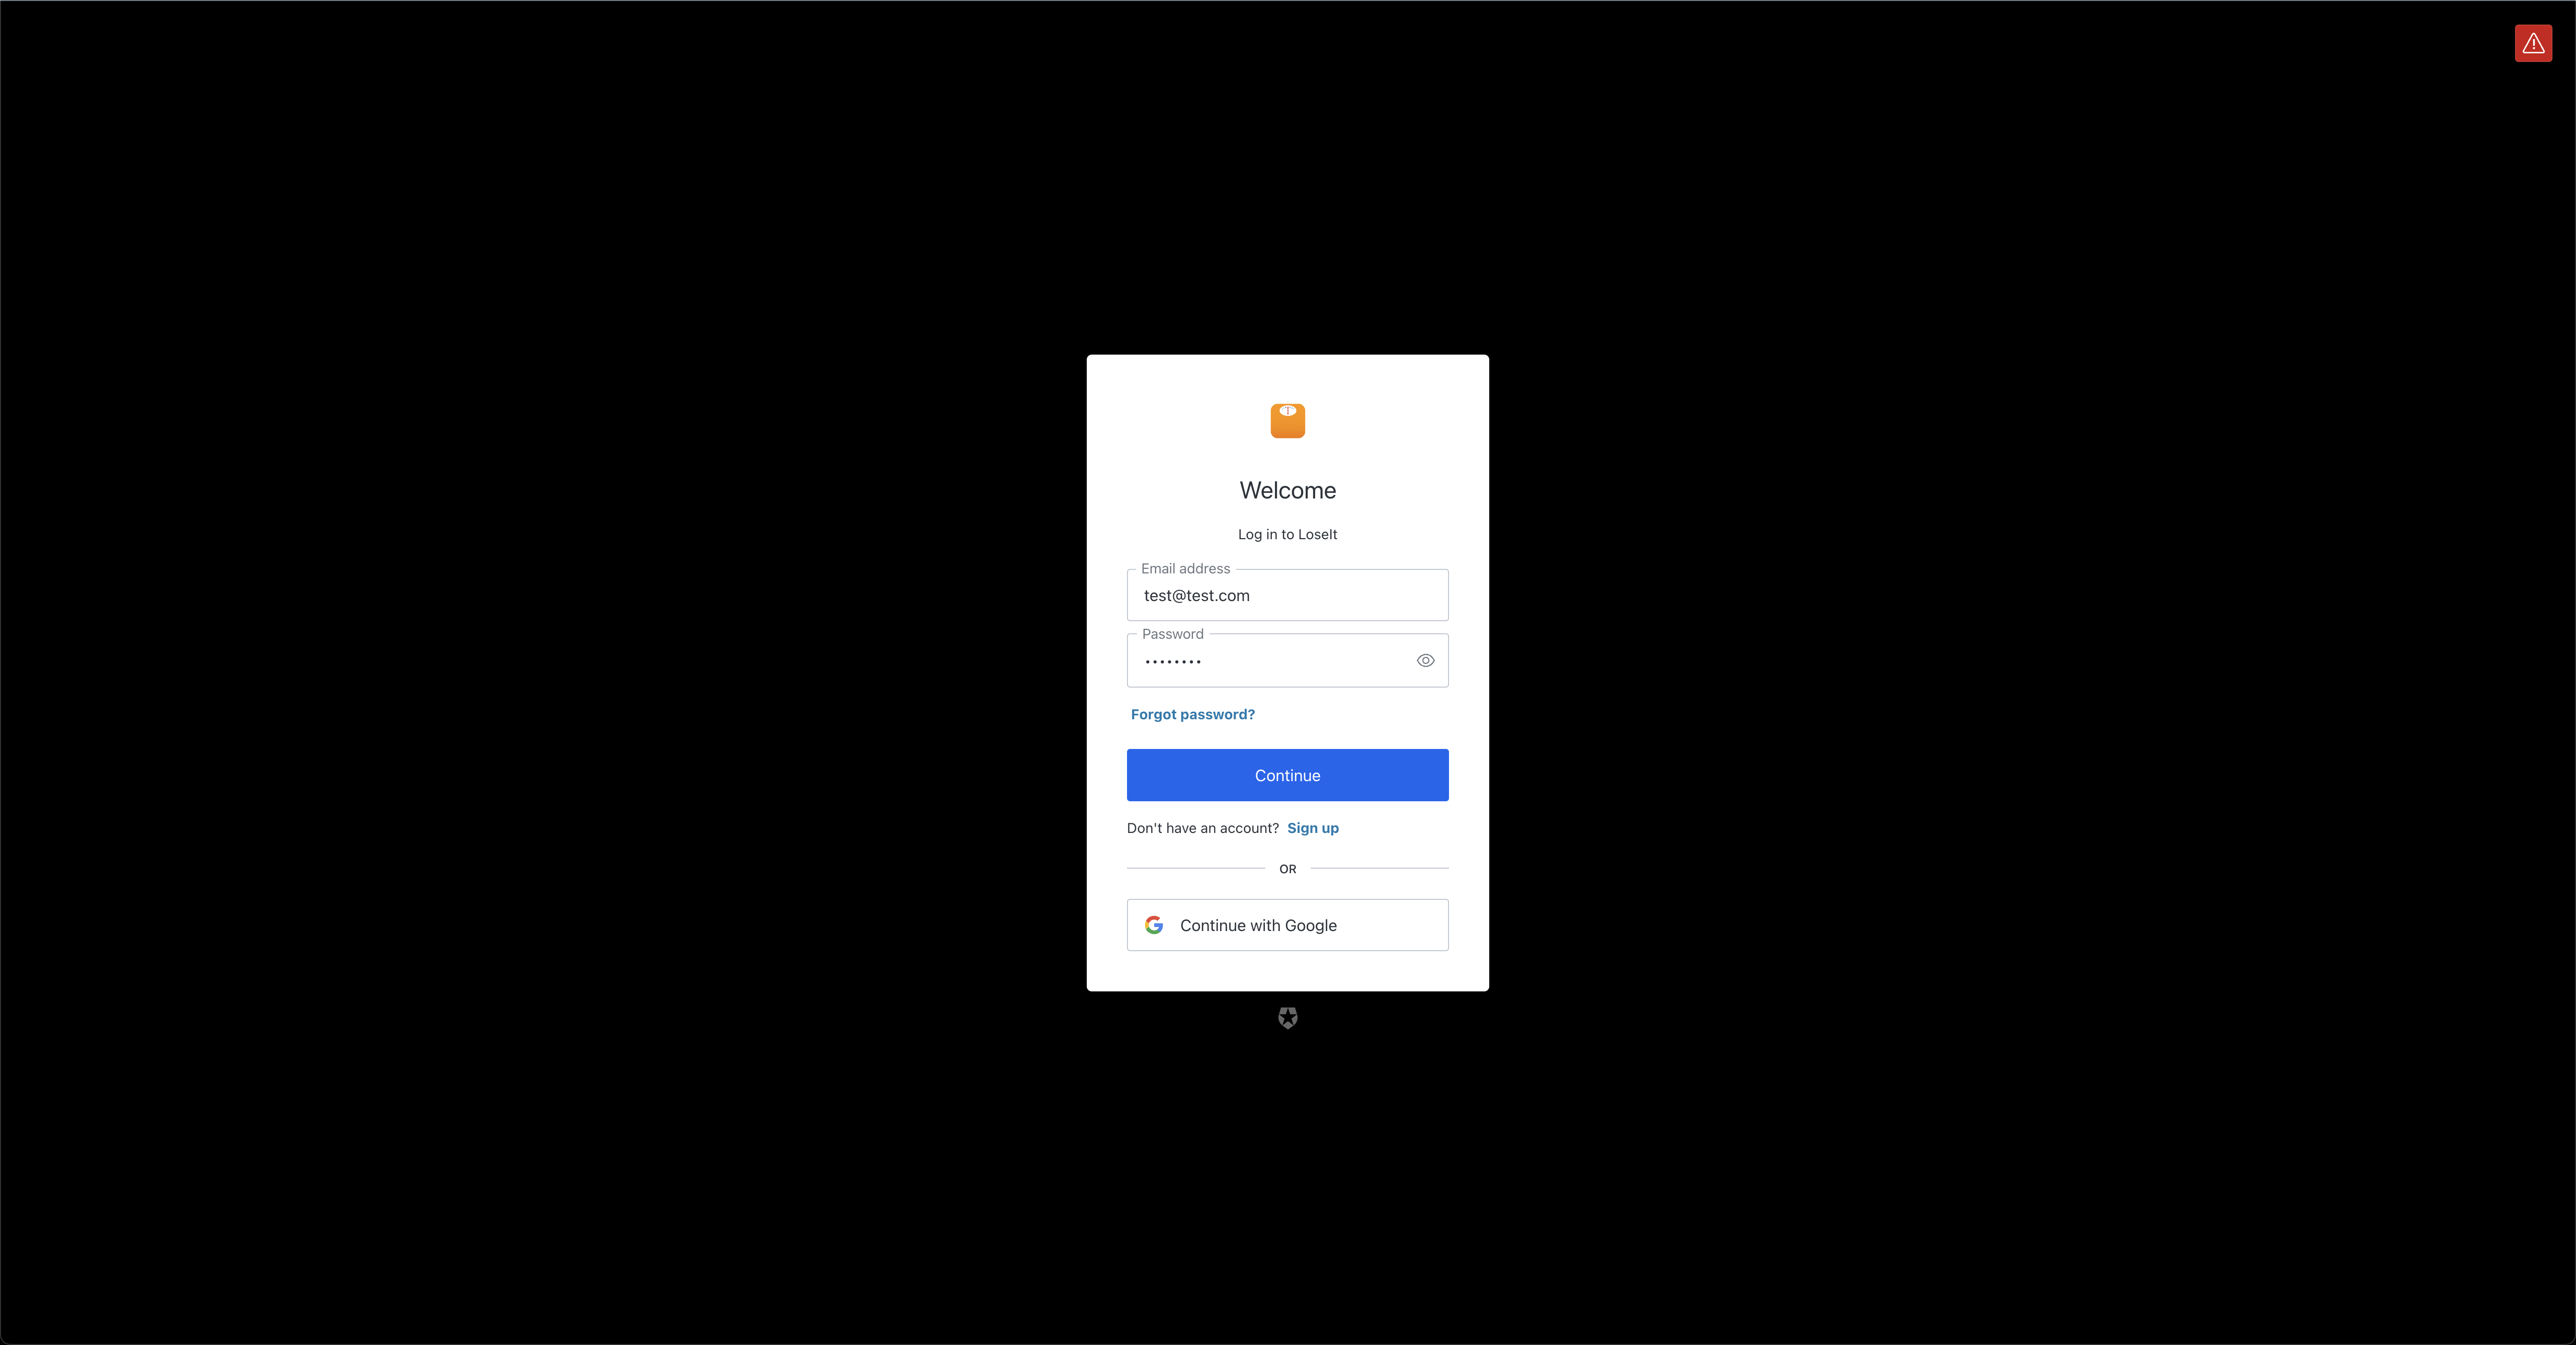 Welcome
Log in to LoseIt
Email address
test@test.com
Password
••••••••
Forgot password?
Continue
Don't have an account? Sign up
OR
Continue with Google